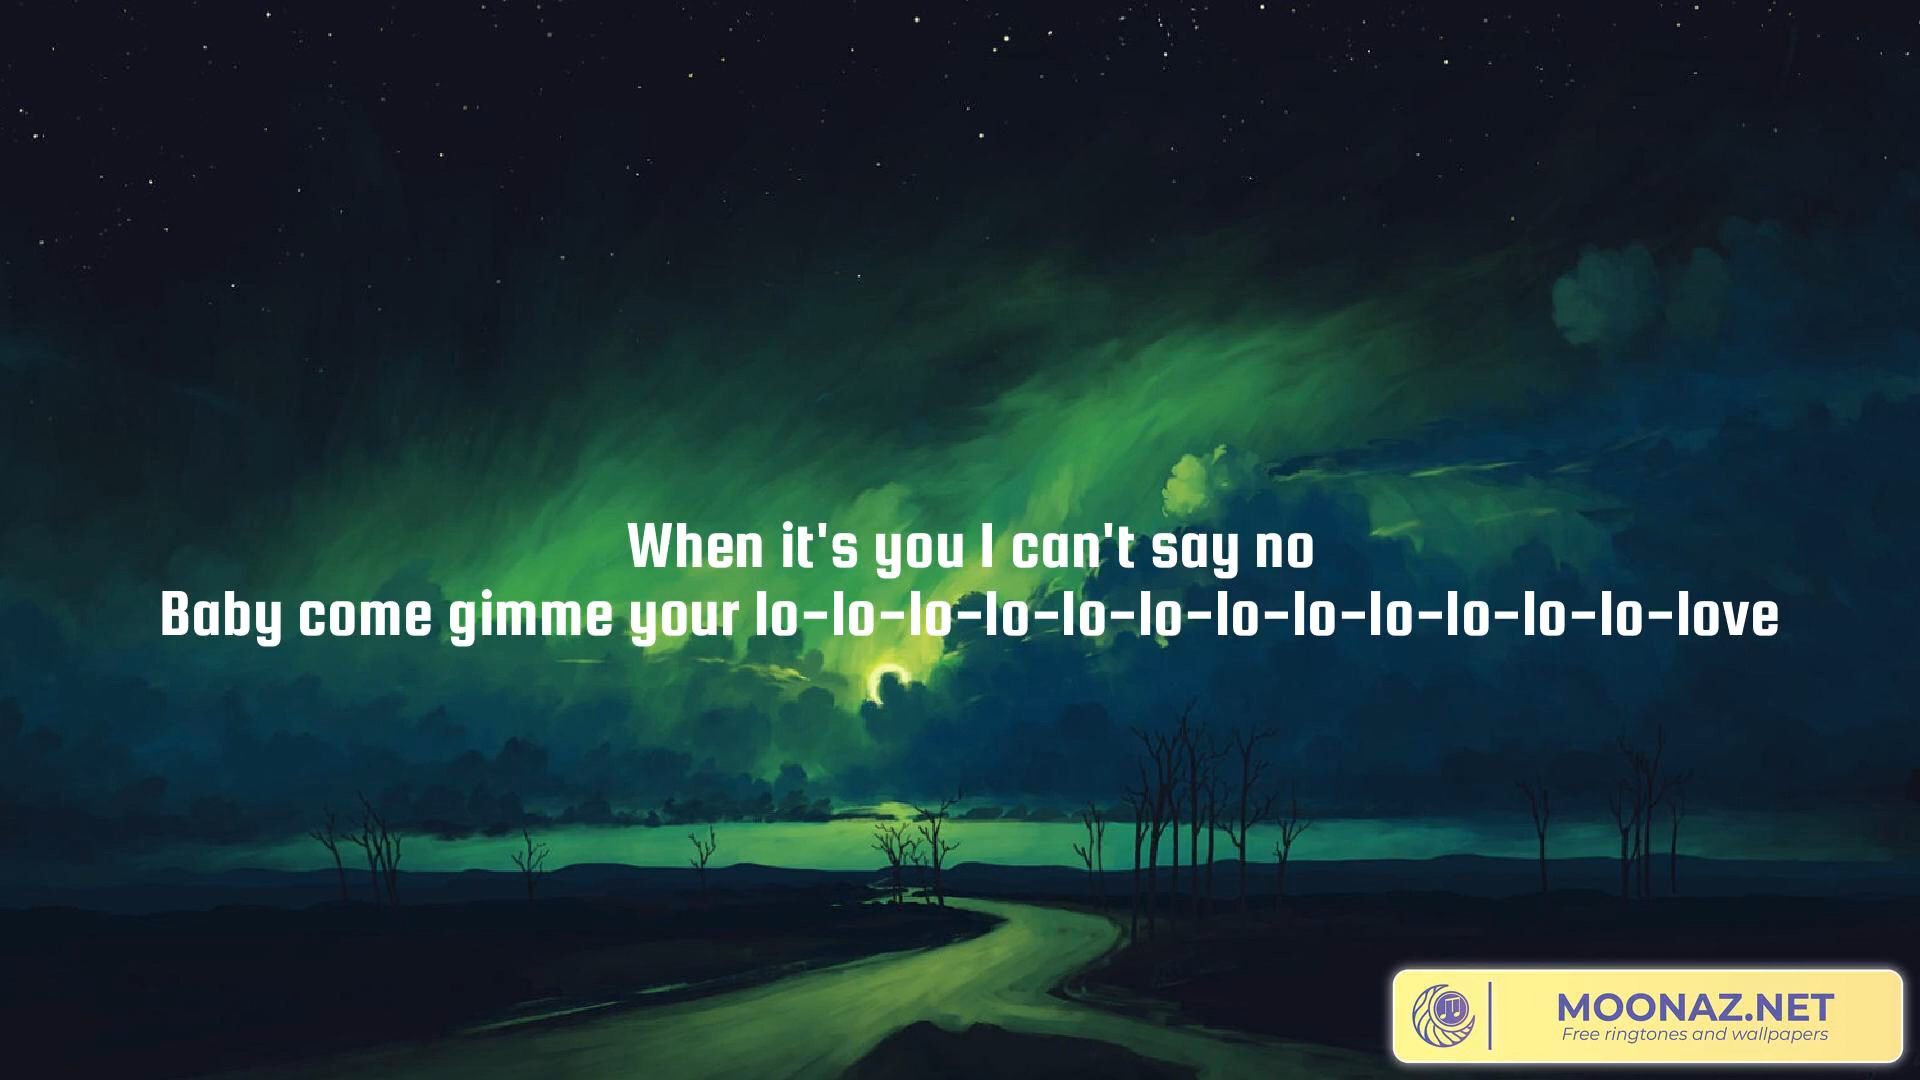 When it's you I can't say no
Baby come gimme your lo-lo-lo-lo-lo-lo-lo-lo-lo-lo-lo-lo-love
MOONAZ.NET
Free ringtones and wallpapers